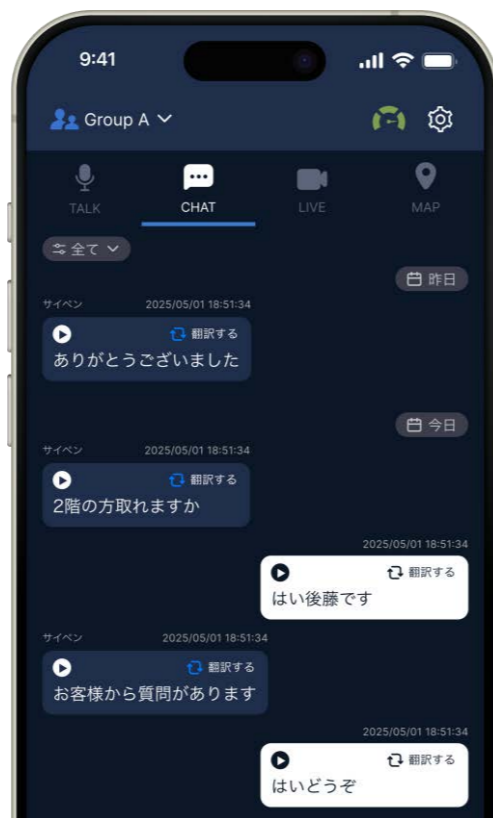 9:41
Group A
TALK
CHAT
LIVE
MAP
全て
昨日
サイペン 2025/05/01 18:51:34
翻訳する
ありがとうございました
今日
サイペン 2025/05/01 18:51:34
翻訳する
2階の方取れますか
2025/05/01 18:51:34
翻訳する
はい後藤です
サイペン 2025/05/01 18:51:34
翻訳する
お客様から質問があります
2025/05/01 18:51:34
翻訳する
はいどうぞ